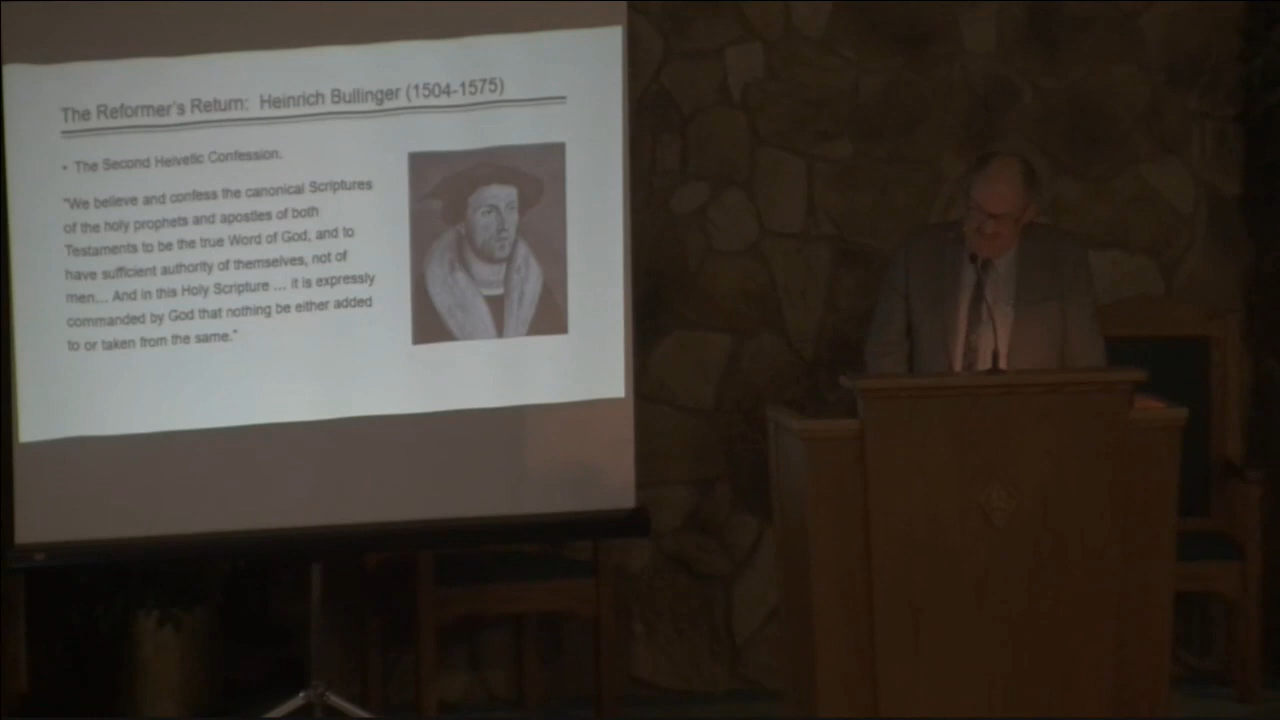 The Reformer's Return:  Heinrich Bullinger (1504-1575)
• The Second Helvetic Confession.
"We believe and confess the canonical Scriptures
of the holy prophets and apostles of both
Testaments to be the true Word of God, and to
have sufficient authority of themselves, not of
men... And in this Holy Scripture ... it is expressly
commanded by God that nothing be either added
to or taken from the same."